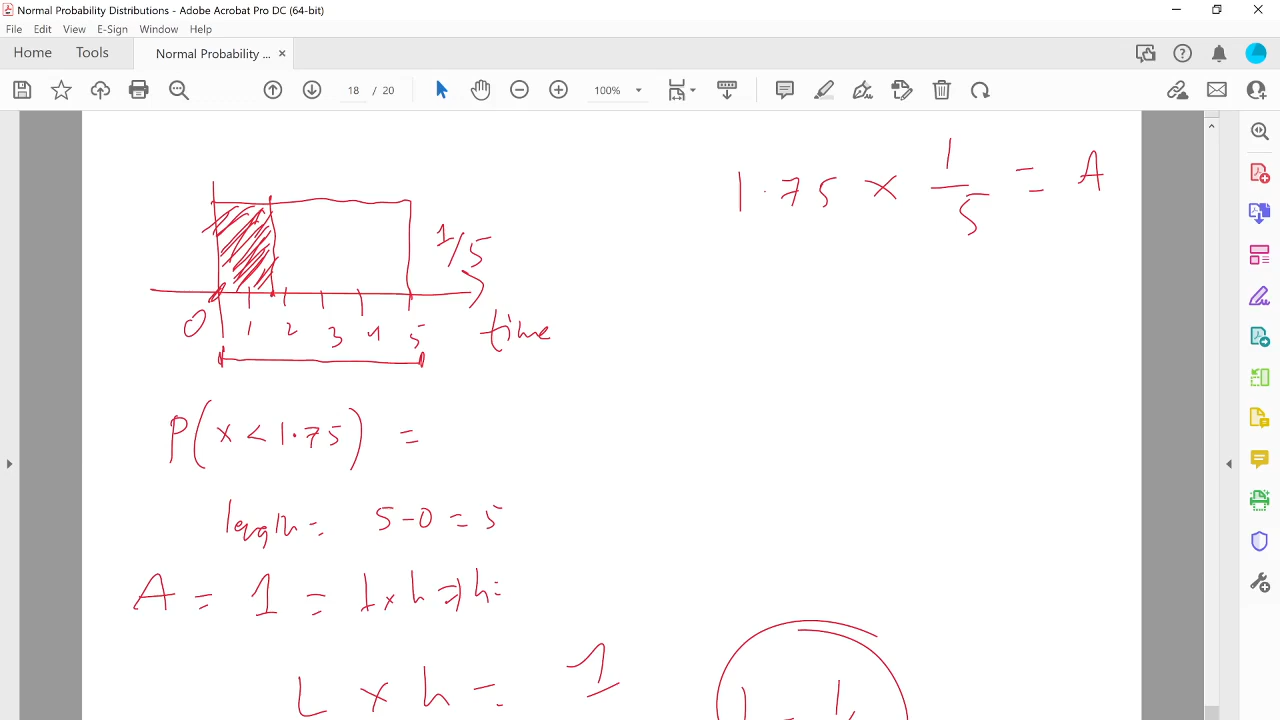 Normal Probability Distributions - Adobe Acrobat Pro DC (64-bit)
File Edit View E-Sign Window Help
Home Tools Normal Probability ... ×
18 / 20 100%
1.75 × 1/5 = A
1/5
0 1 2 3 4 5 time
P(x < 1.75) =
length = 5-0 = 5
A = 1 = l × h => h=
L × h = 1